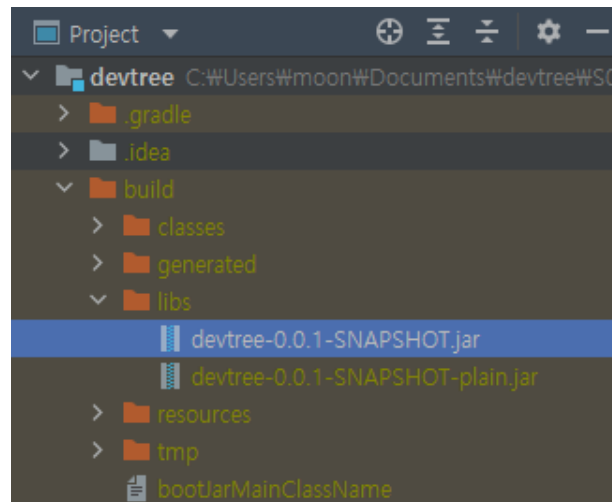 Project
devtree C:₩Users₩moon₩Documents₩devtree₩S0
.gradle
.idea
build
classes
generated
libs
devtree-0.0.1-SNAPSHOT.jar
devtree-0.0.1-SNAPSHOT-plain.jar
resources
tmp
bootJarMainClassName